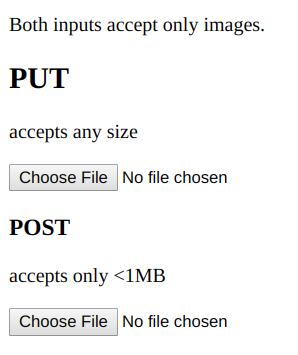 Both inputs accept only images.
PUT
accepts any size
Choose File No file chosen
POST
accepts only <1MB
Choose File No file chosen